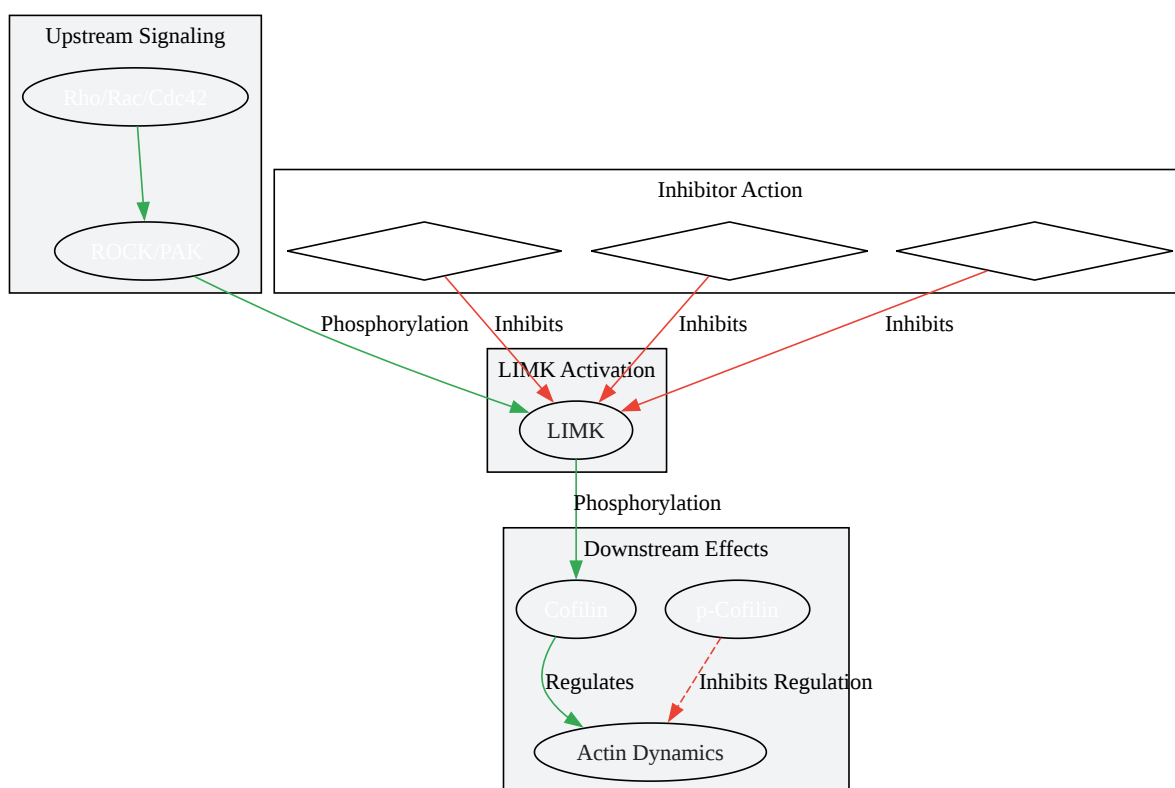 Upstream Signaling
Rho/Rac/Cdc42
ROCK/PAK
Inhibitor Action
Phosphorylation
Inhibits
Inhibits
Inhibits
LIMK Activation
LIMK
Phosphorylation
Downstream Effects
Cofilin
p-Cofilin
Regulates
Inhibits Regulation
Actin Dynamics